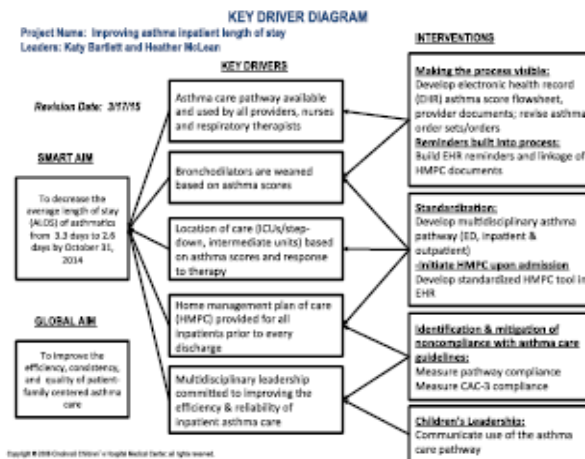 KEY DRIVER DIAGRAM
Project Name: Improving asthma inpatient length of stay
Leaders: Katy Bartlett and Heather McLean
Revision Date: 3/17/15
SMART AIM
To decrease the
average length of stay
(ALOS) of asthmatics
from 3.3 days to 2.6
days by October 31,
2014
GLOBAL AIM
To improve the
efficiency, consistency,
and quality of patient-
family centered asthma
care
KEY DRIVERS
Asthma care pathway available
and used by all providers, nurses
and respiratory therapists
Bronchodilators are weaned
based on asthma scores
Location of care (ICUs/step-
down, intermediate units) based
on asthma scores and response
to therapy
Home management plan of care
(HMPC) provided for all
inpatients prior to every
discharge
Multidisciplinary leadership
committed to improving the
efficiency & reliability of
inpatient asthma care
INTERVENTIONS
Making the process visible:
Develop electronic health record
(EHR) asthma score flowsheet,
provider documents; revise asthma
order sets/orders
Reminders built into process:
Build EHR reminders and linkage of
HMPC documents
Standardization:
Develop multidisciplinary asthma
pathway (ED, inpatient &
outpatient)
-Initiate HMPC upon admission
Develop standardized HMPC tool in
EHR
Identification & mitigation of
noncompliance with asthma care
guidelines:
Measure pathway compliance
Measure CAC-3 compliance
Children's Leadership:
Communicate use of the asthma
care pathway
Cincinnati Children's Hospital Medical Center; all rights reserved.